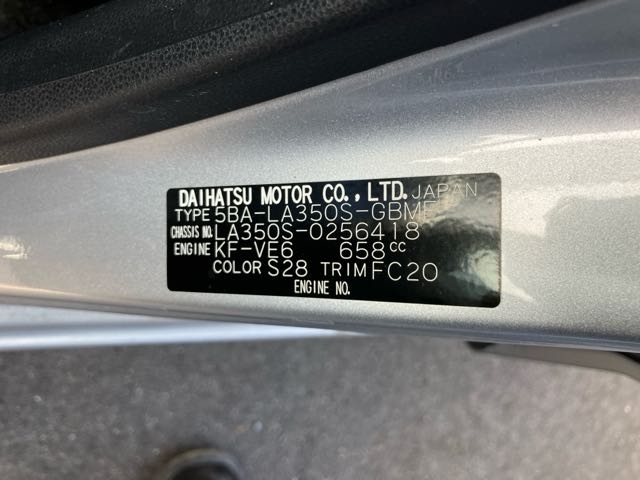 DAIHATSU MOTOR CO., LTD. JAPAN
TYPE 5BA-LA350S-GBMF
CHASSIS NO. LA350S-0256418
ENGINE KF-VE6 658cc
COLOR S28 TRIM FC20
ENGINE NO.